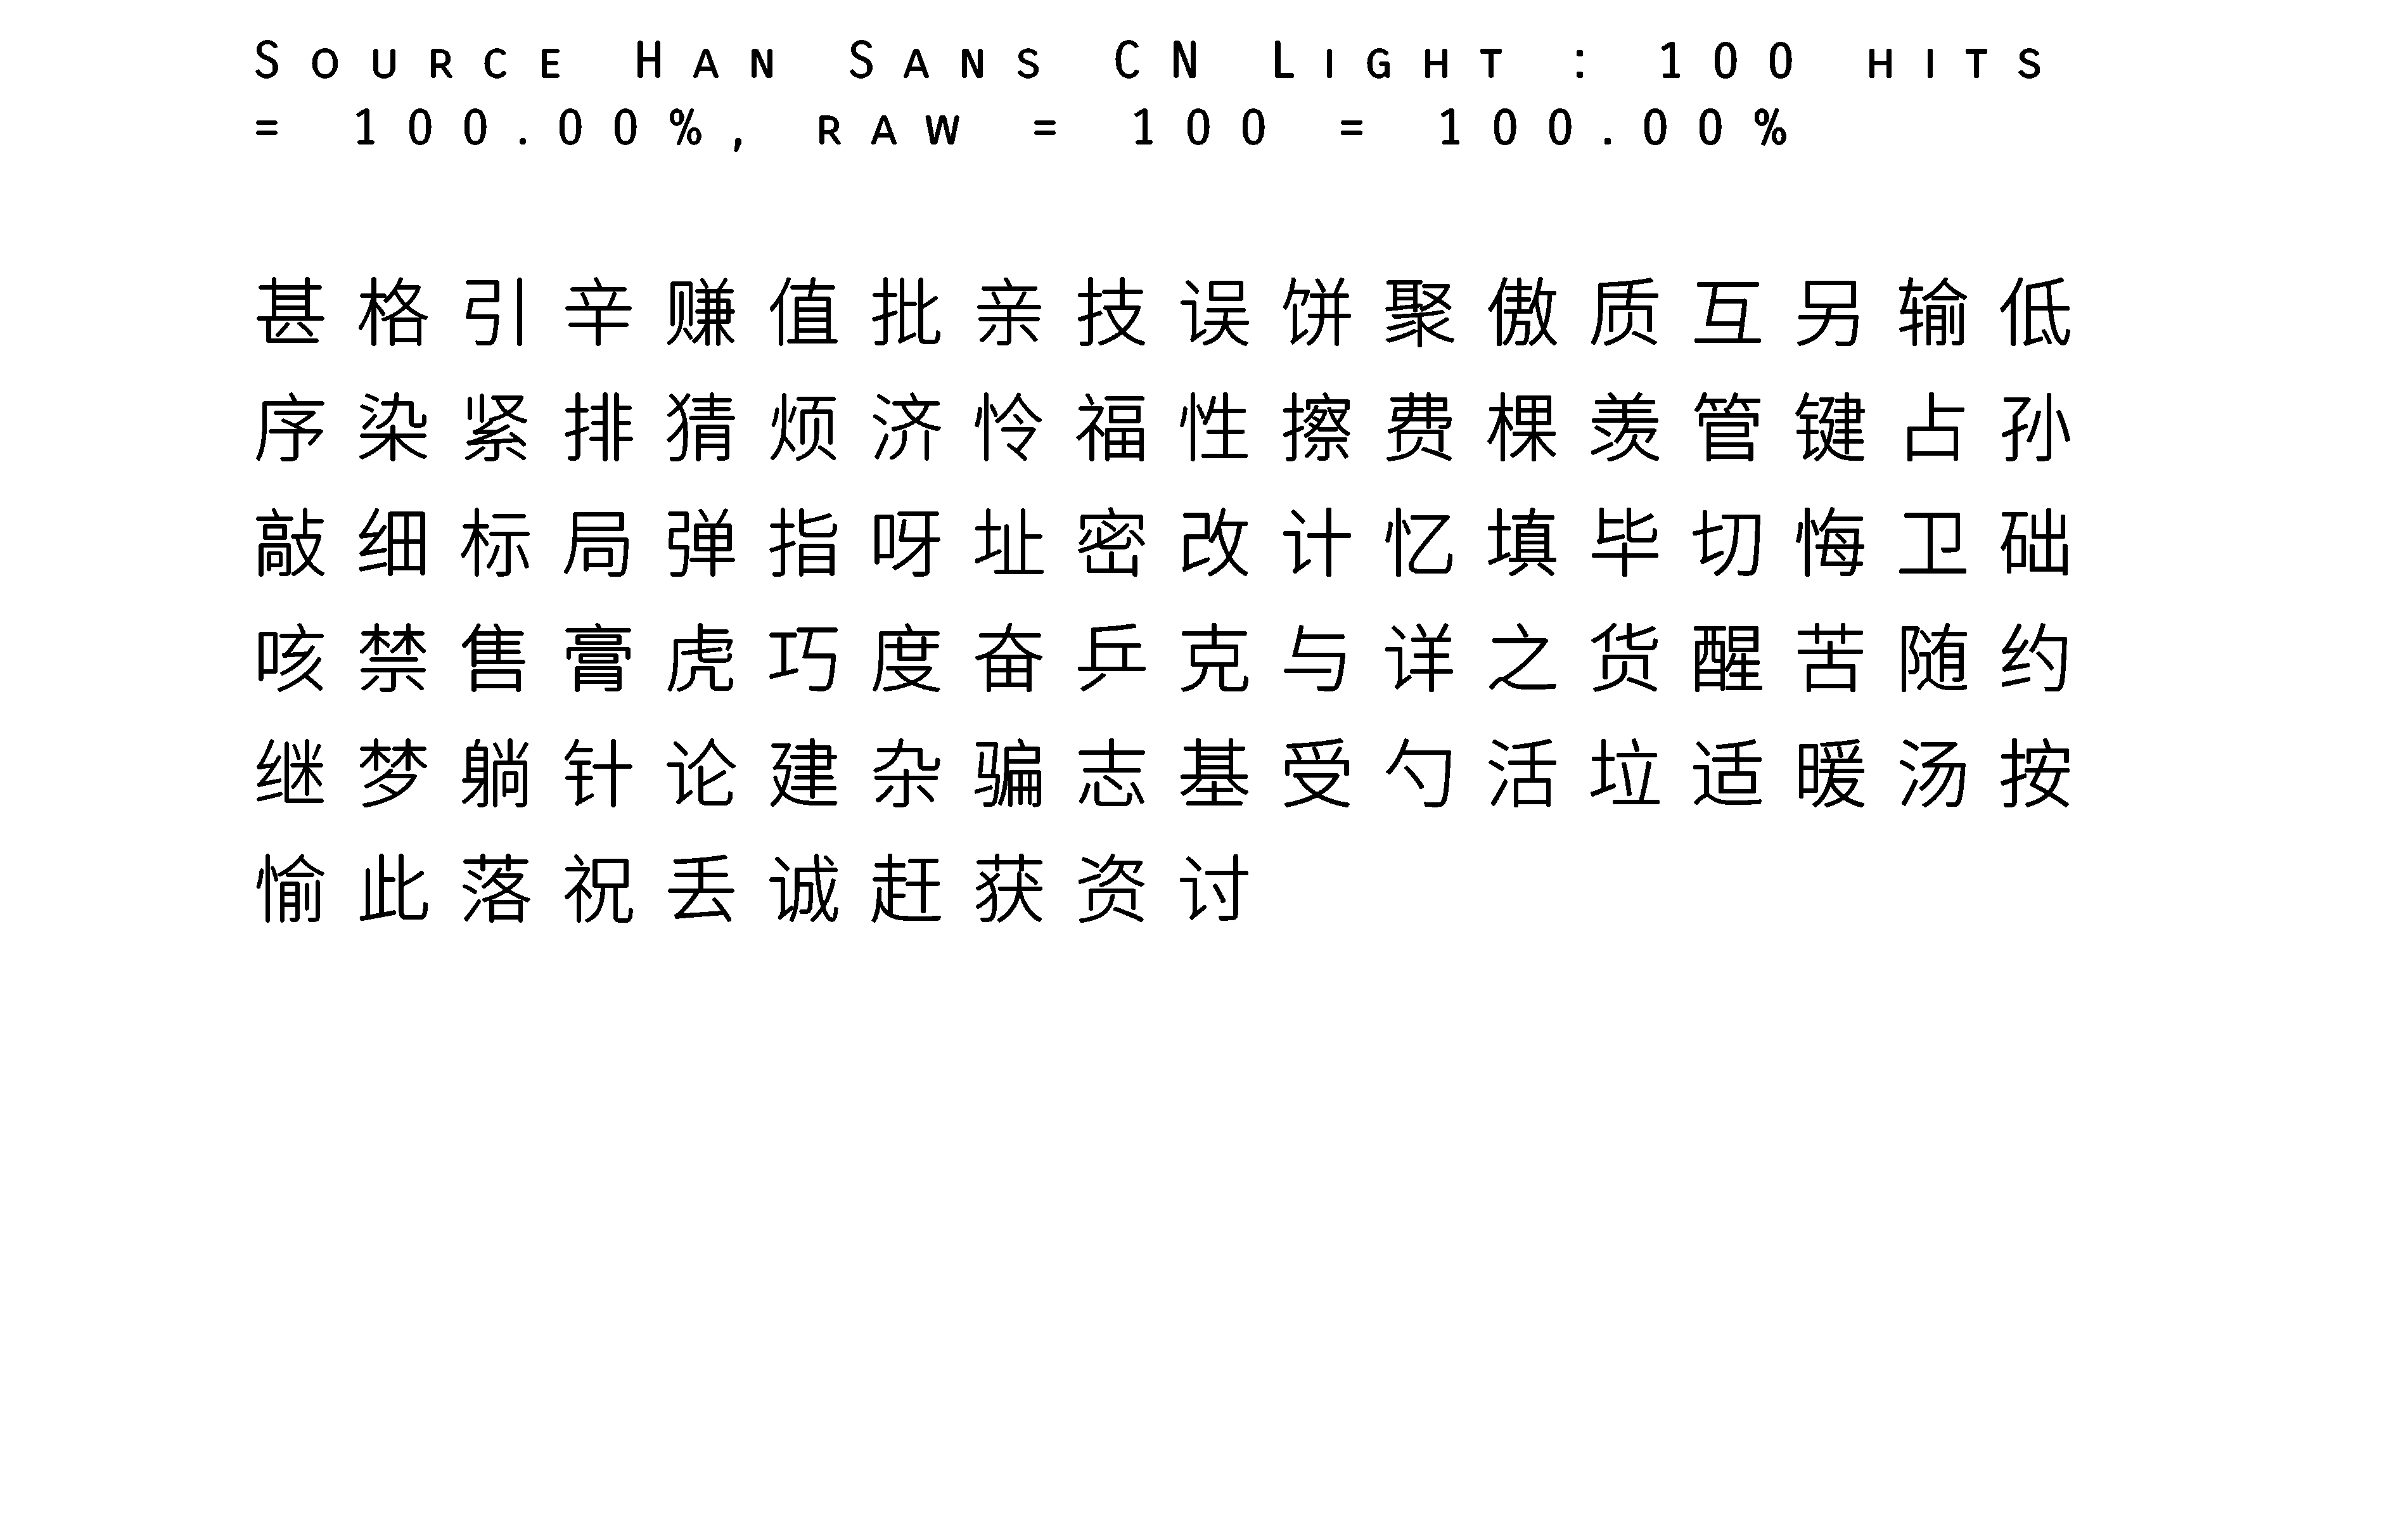 Source Han Sans CN Light : 100 hits
= 100.00%, raw = 100 = 100.00%
甚格引辛赚值批亲技误饼聚傲质互另输低
序染紧排猜烦济怜福性擦费棵羡管键占孙
敲细标局弹指呀址密改计忆填毕切悔卫础
咳禁售膏虎巧度奋乒克与详之货醒苦随约
继梦躺针论建杂骗志基受勺活垃适暖汤按
愉此落祝丢诚赶获资讨